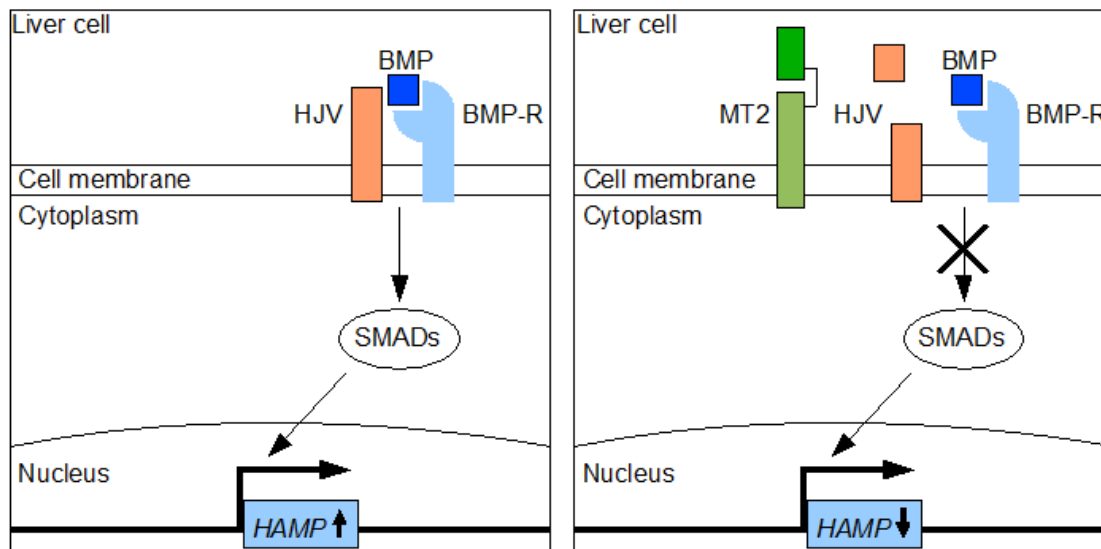 Liver cell
BMP
HJV
BMP-R
Cell membrane
Cytoplasm
SMADs
Nucleus
HAMP
Liver cell
BMP
MT2
HJV
BMP-R
Cell membrane
Cytoplasm
SMADs
Nucleus
HAMP